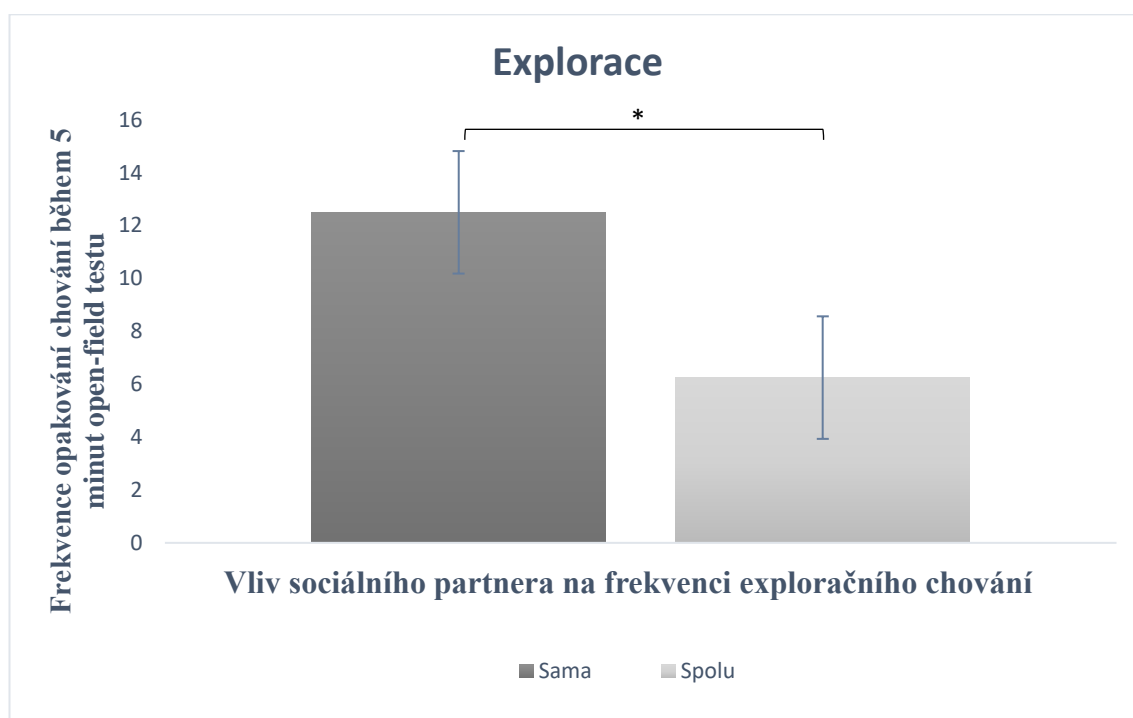 Explorace
*
16
14
12
10
8
6
4
2
0
Frekvence opakování chování během 5
minut open-field testu
Vliv sociálního partnera na frekvenci exploračního chování
Sama
Spolu